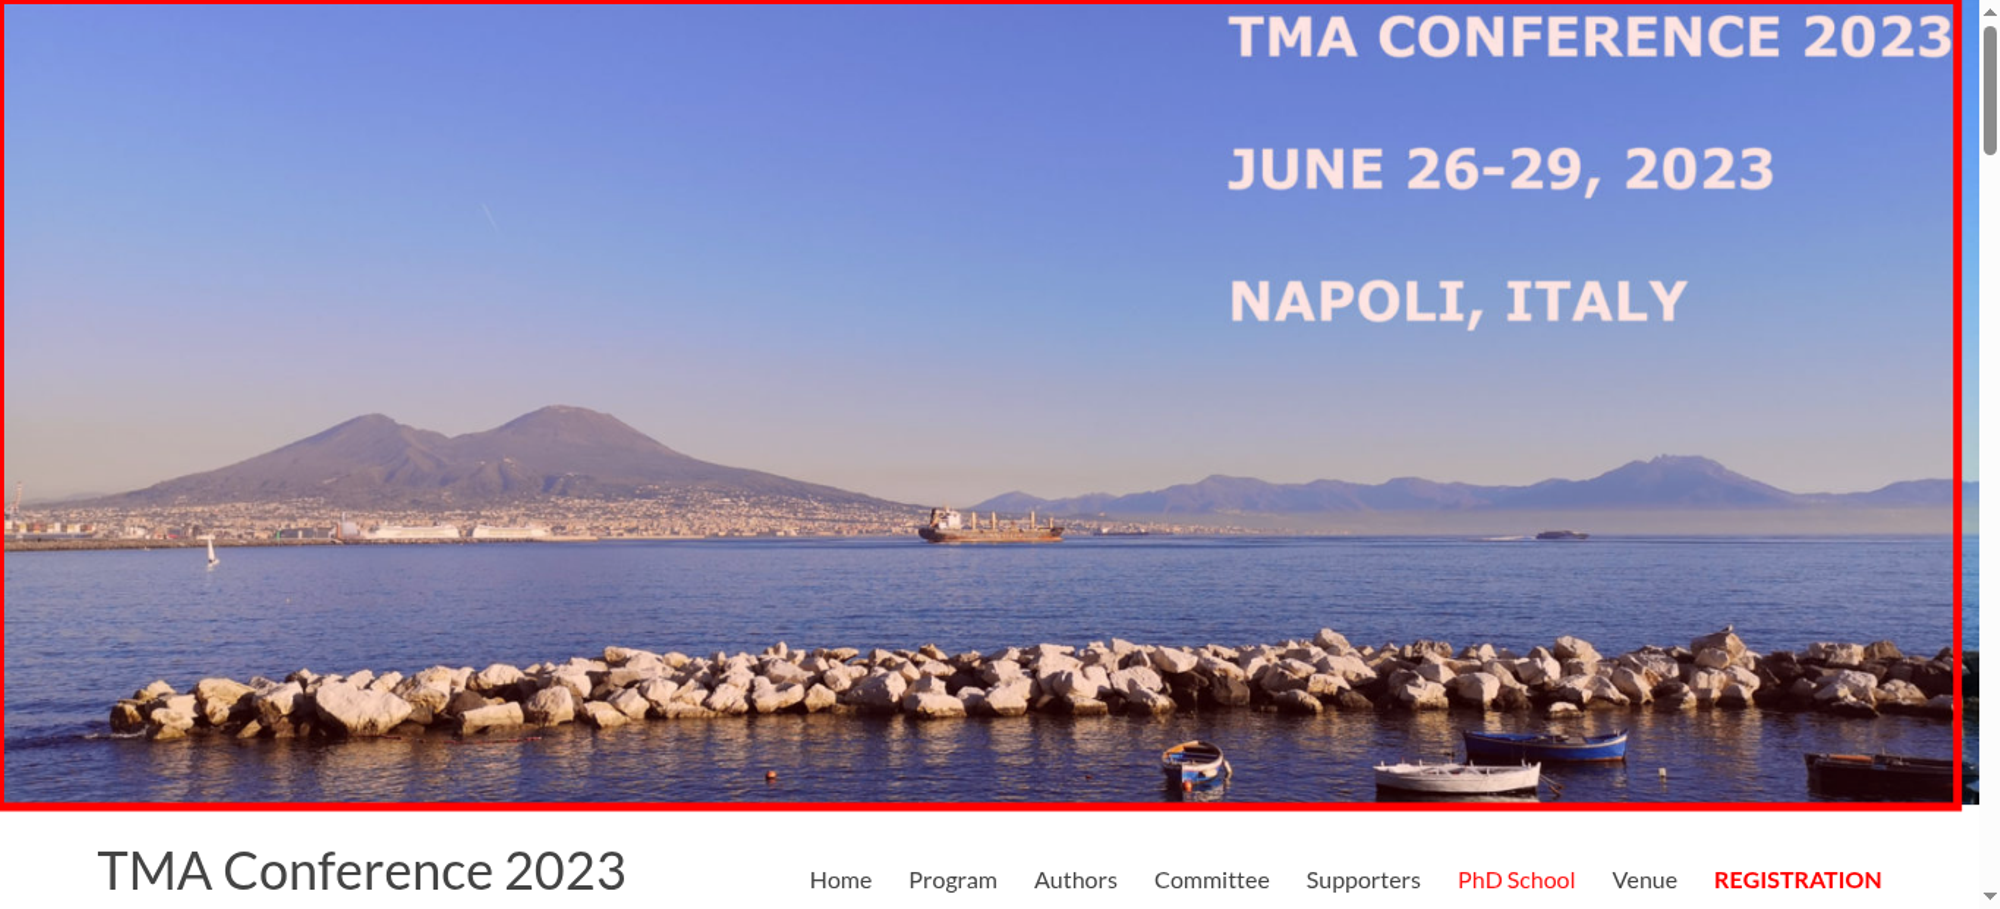 TMA CONFERENCE 2023
JUNE 26-29, 2023
NAPOLI, ITALY
TMA Conference 2023
Home Program Authors Committee Supporters PhD School Venue REGISTRATION